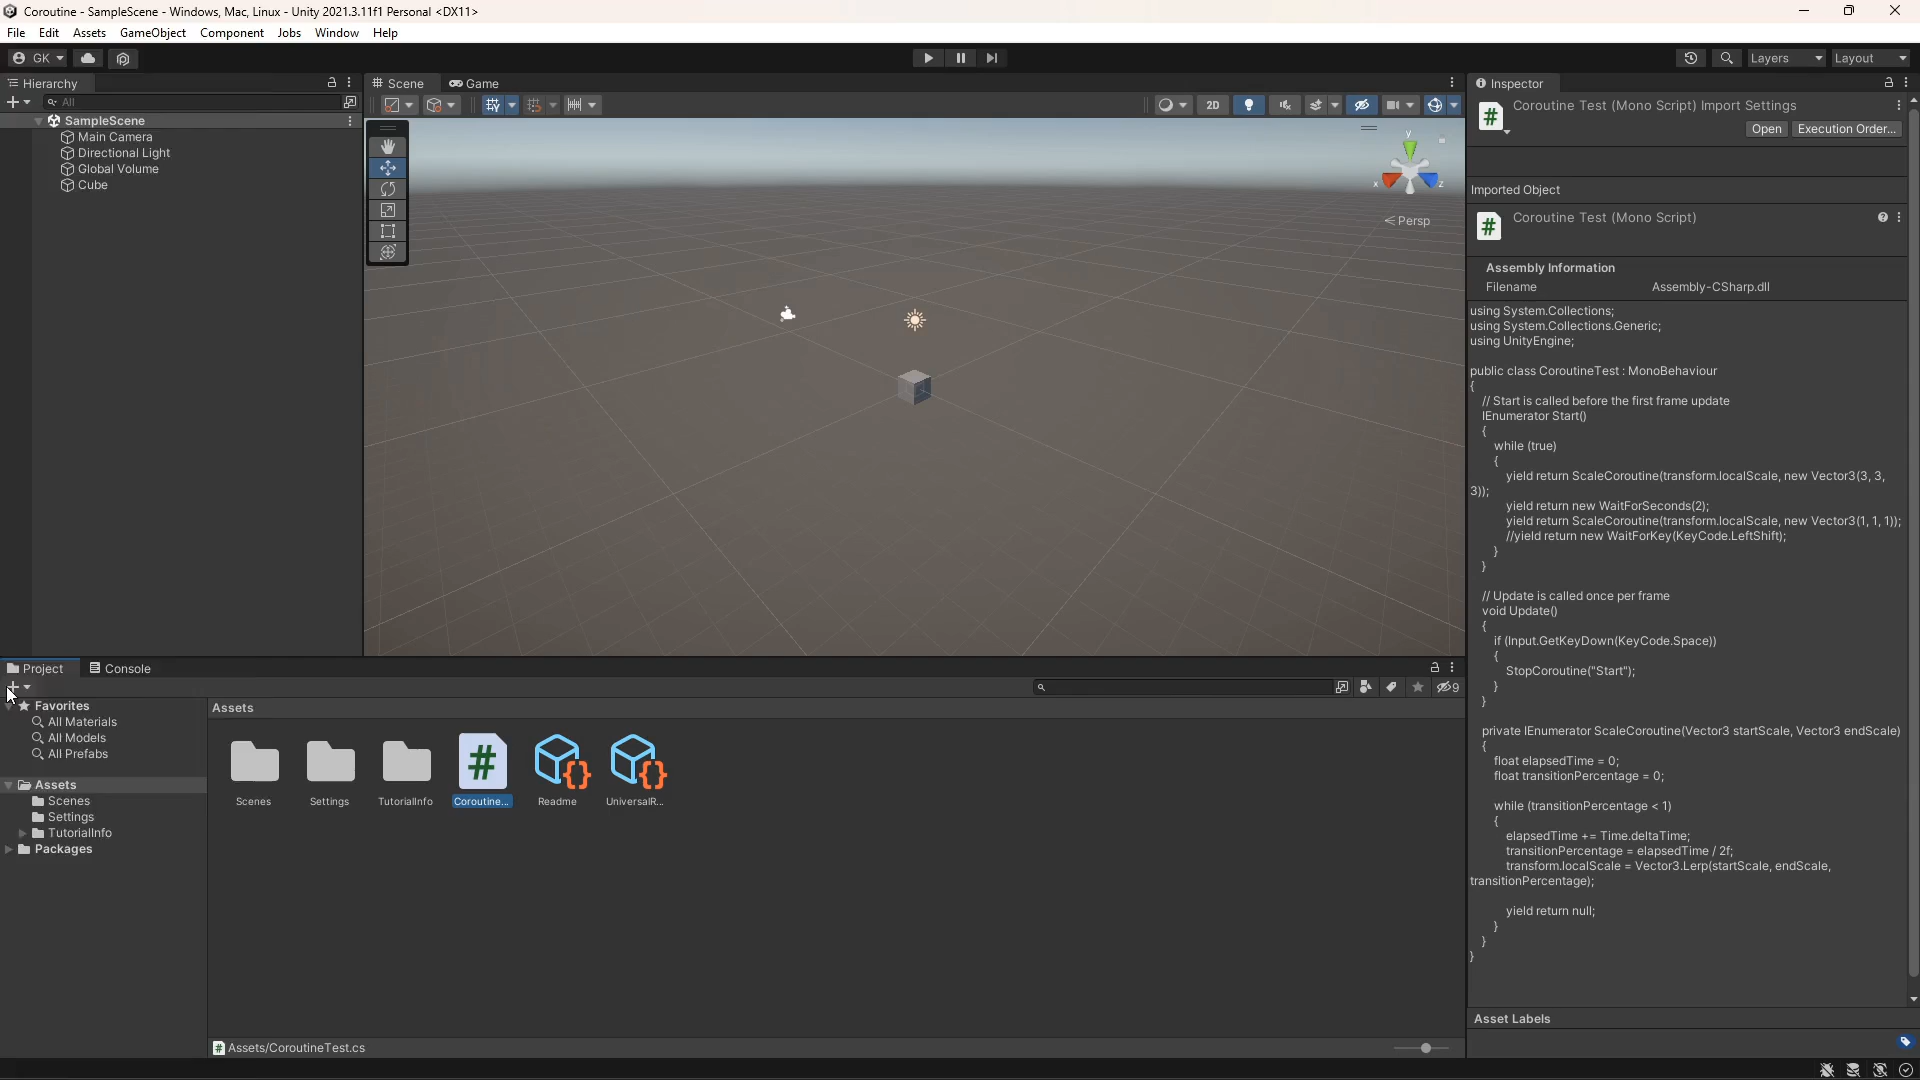 Coroutine - SampleScene - Windows, Mac, Linux - Unity 2021.3.11f1 Personal <DX11>
File Edit Assets GameObject Component Jobs Window Help
GK
Layers
Layout
Hierarchy
All
SampleScene
Main Camera
Directional Light
Global Volume
Cube
Scene
Game
2D
y
x
z
Persp
Inspector
Coroutine Test (Mono Script) Import Settings
Open
Execution Order...
Imported Object
Coroutine Test (Mono Script)
Assembly Information
Filename Assembly-CSharp.dll
using System.Collections;
using System.Collections.Generic;
using UnityEngine;
public class CoroutineTest : MonoBehaviour
{
// Start is called before the first frame update
IEnumerator Start()
{
while (true)
{
yield return ScaleCoroutine(transform.localScale, new Vector3(3, 3,
3));
yield return new WaitForSeconds(2);
yield return ScaleCoroutine(transform.localScale, new Vector3(1, 1, 1));
//yield return new WaitForKey(KeyCode.LeftShift);
}
}
// Update is called once per frame
void Update()
{
if (Input.GetKeyDown(KeyCode.Space))
{
StopCoroutine("Start");
}
}
private IEnumerator ScaleCoroutine(Vector3 startScale, Vector3 endScale)
{
float elapsedTime = 0;
float transitionPercentage = 0;
while (transitionPercentage < 1)
{
elapsedTime += Time.deltaTime;
transitionPercentage = elapsedTime / 2f;
transform.localScale = Vector3.Lerp(startScale, endScale,
transitionPercentage);
yield return null;
}
}
}
Asset Labels
Project
Console
9
Favorites
All Materials
All Models
All Prefabs
Assets
Scenes
Settings
TutorialInfo
Packages
Assets
Scenes
Settings
TutorialInfo
Coroutine...
Readme
UniversalR...
Assets/CoroutineTest.cs